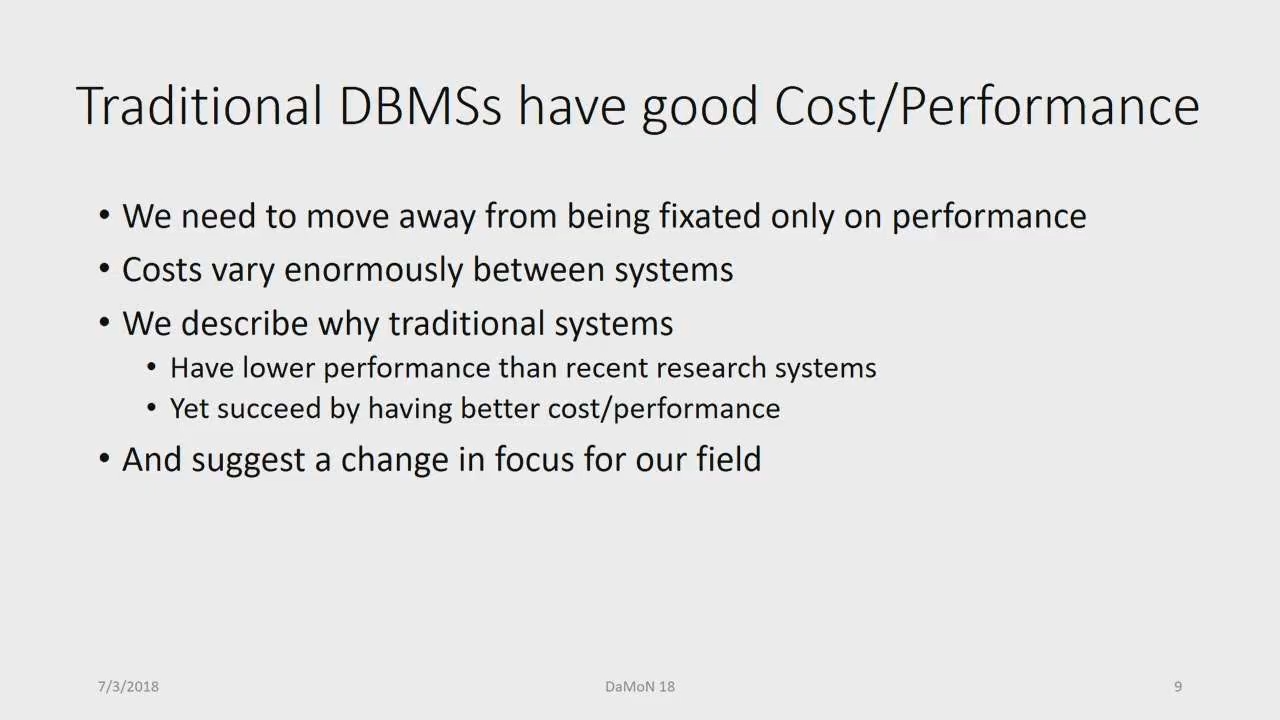 Traditional DBMSs have good Cost/Performance
• We need to move away from being fixated only on performance
• Costs vary enormously between systems
• We describe why traditional systems
• Have lower performance than recent research systems
• Yet succeed by having better cost/performance
• And suggest a change in focus for our field
7/3/2018
DaMoN 18
9